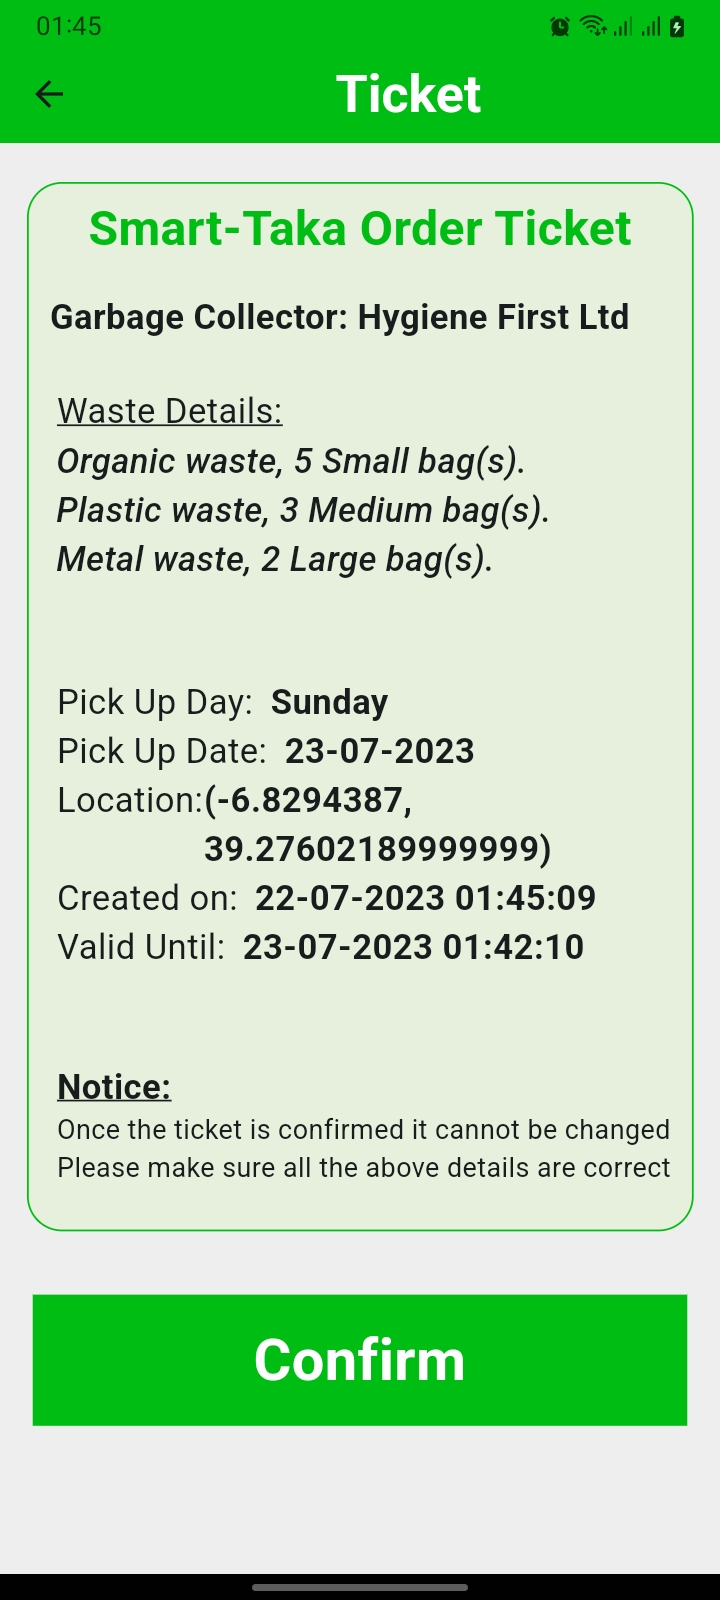 01:45
Ticket
Smart-Taka Order Ticket
Garbage Collector: Hygiene First Ltd
Waste Details:
Organic waste, 5 Small bag(s).
Plastic waste, 3 Medium bag(s).
Metal waste, 2 Large bag(s).
Pick Up Day: Sunday
Pick Up Date: 23-07-2023
Location:(-6.8294387,
39.27602189999999)
Created on: 22-07-2023 01:45:09
Valid Until: 23-07-2023 01:42:10
Notice:
Once the ticket is confirmed it cannot be changed
Please make sure all the above details are correct
Confirm